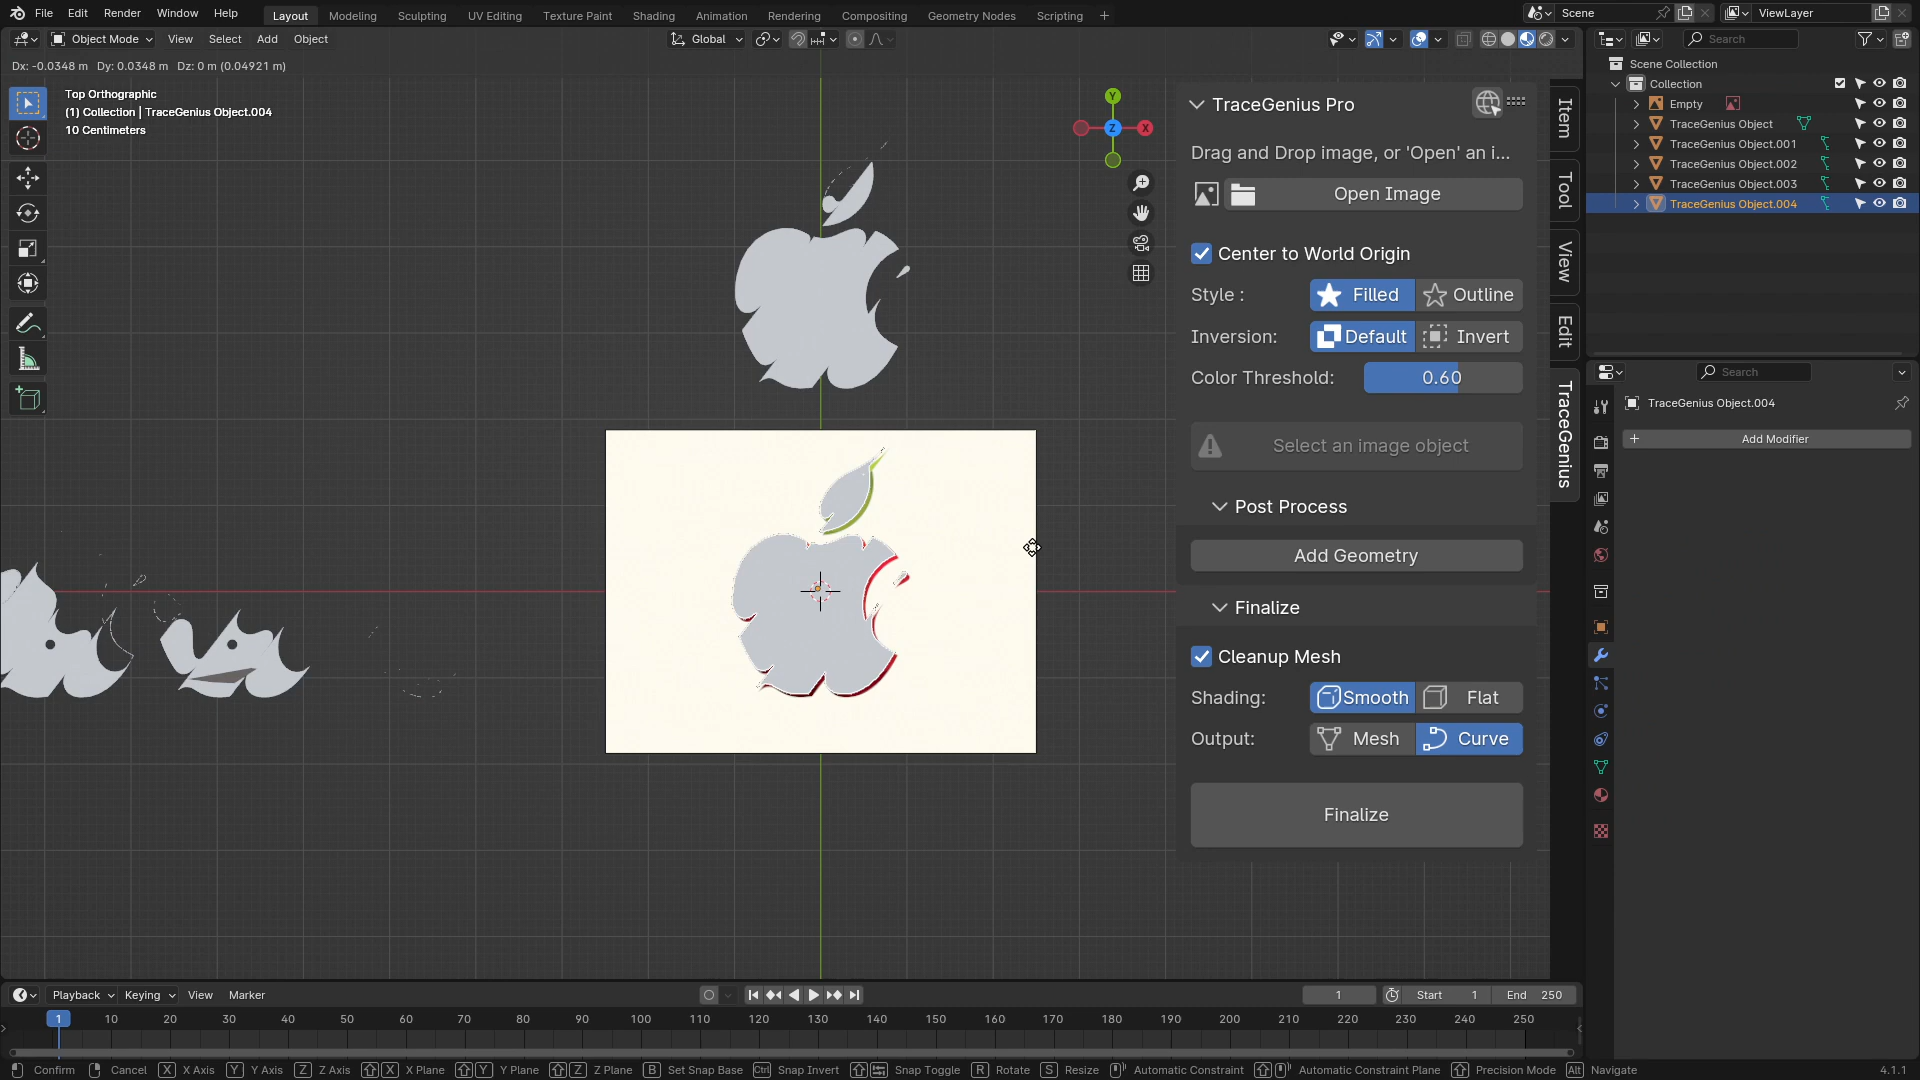 File Edit Render Window Help Layout Modeling Sculpting UV Editing Texture Paint Shading Animation Rendering Compositing Geometry Nodes Scripting + Scene ViewLayer
Object Mode View Select Add Object Global Search
Dx: -0.0348 m Dy: 0.0348 m Dz: 0 m (0.04921 m)
Top Orthographic
(1) Collection | TraceGenius Object.004
10 Centimeters
Y
Z
X
TraceGenius Pro
Drag and Drop image, or 'Open' an i...
Open Image
Center to World Origin
Style : Filled Outline
Inversion: Default Invert
Color Threshold: 0.60
Select an image object
Post Process
Add Geometry
Finalize
Cleanup Mesh
Shading: Smooth Flat
Output: Mesh Curve
Finalize
Item
Tool
View
Edit
TraceGenius
Scene Collection
Collection
Empty
TraceGenius Object
TraceGenius Object.001
TraceGenius Object.002
TraceGenius Object.003
TraceGenius Object.004
Search
TraceGenius Object.004
+ Add Modifier
Playback Keying View Marker 1 Start 1 End 250
1 10 20 30 40 50 60 70 80 90 100 110 120 130 140 150 160 170 180 190 200 210 220 230 240 250
Confirm Cancel X X Axis Y Y Axis Z Z Axis X X Plane Y Y Plane Z Z Plane B Set Snap Base Ctrl Snap Invert Snap Toggle R Rotate S Resize Automatic Constraint Automatic Constraint Plane Precision Mode Alt Navigate 4.1.1